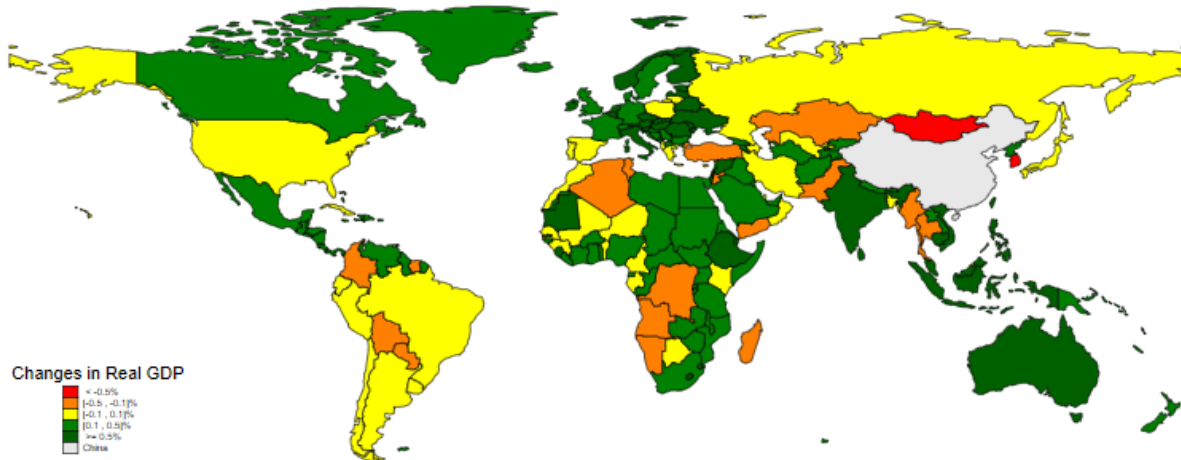 Changes in Real GDP
< -0.5%
[-0.5 , -0.1]%
[-0.1 , 0.1]%
[0.1 , 0.5]%
>= 0.5%
China